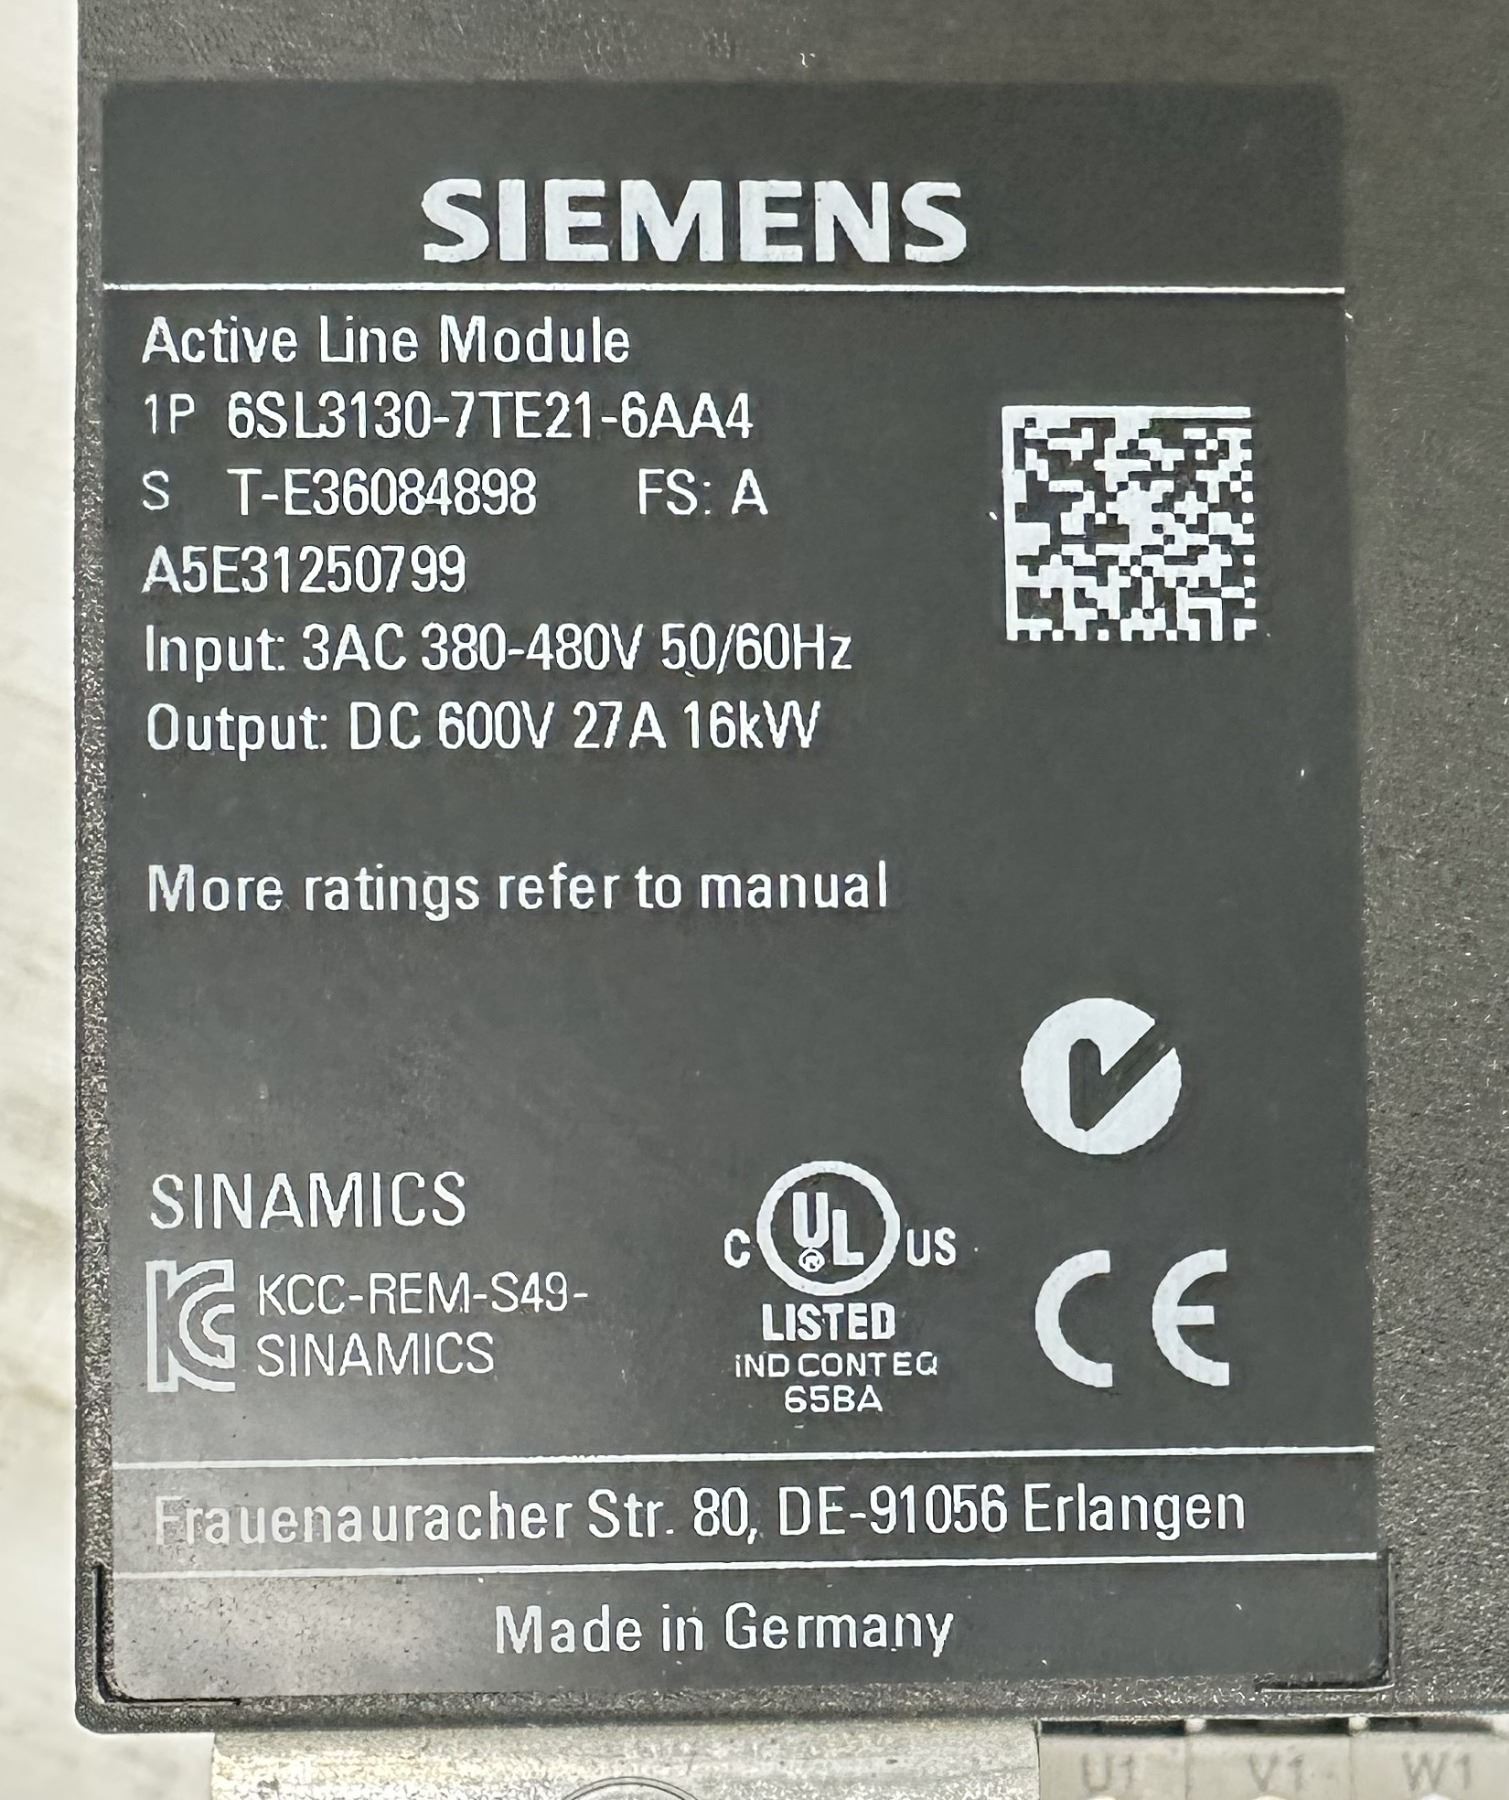 SIEMENS
Active Line Module
1P 6SL3130-7TE21-6AA4
S T-E36084898 FS: A
A5E31250799
Input: 3AC 380-480V 50/60Hz
Output: DC 600V 27A 16kW
More ratings refer to manual
SINAMICS
KCC-REM-S49-
SINAMICS
C UL US
®
LISTED
IND CONT EQ
65BA
CE
Frauenauracher Str. 80, DE-91056 Erlangen
Made in Germany
U1 V1 W1